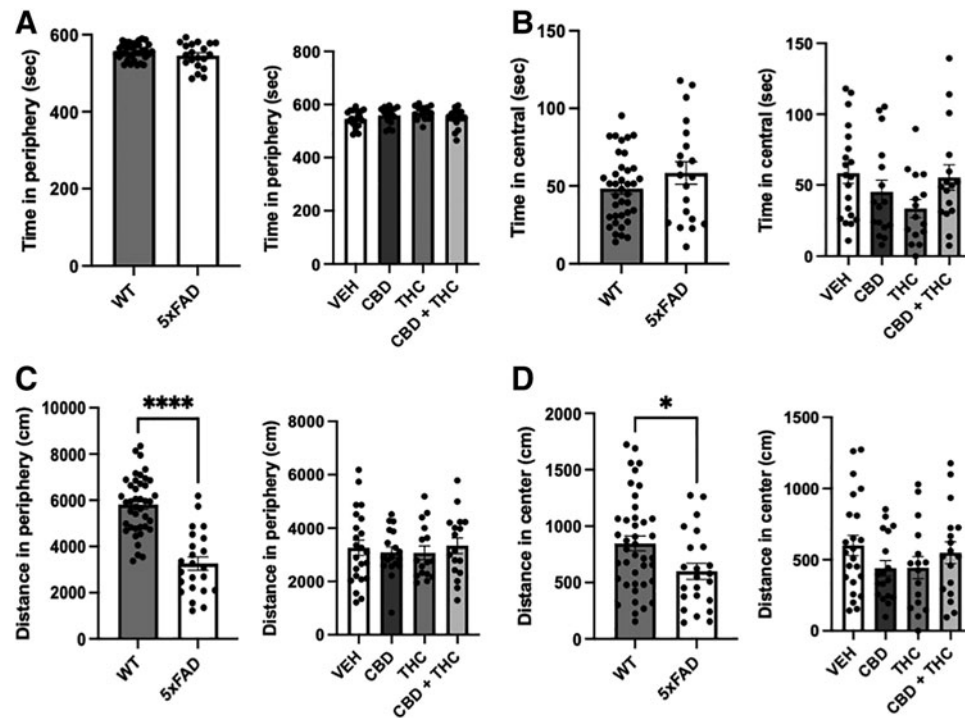 A
Time in periphery (sec)
600
400
200
0
WT
5xFAD
Time in periphery (sec)
800
600
400
200
0
VEH
CBD
THC
CBD + THC
B
Time in central (sec)
150
100
50
0
WT
5xFAD
Time in central (sec)
150
100
50
0
VEH
CBD
THC
CBD + THC
C
Distance in periphery (cm)
10000
8000
6000
4000
2000
0
****
WT
5xFAD
Distance in periphery (cm)
8000
6000
4000
2000
0
VEH
CBD
THC
CBD + THC
D
Distance in center (cm)
2000
1500
1000
500
0
*
WT
5xFAD
Distance in center (cm)
1500
1000
500
0
VEH
CBD
THC
CBD + THC